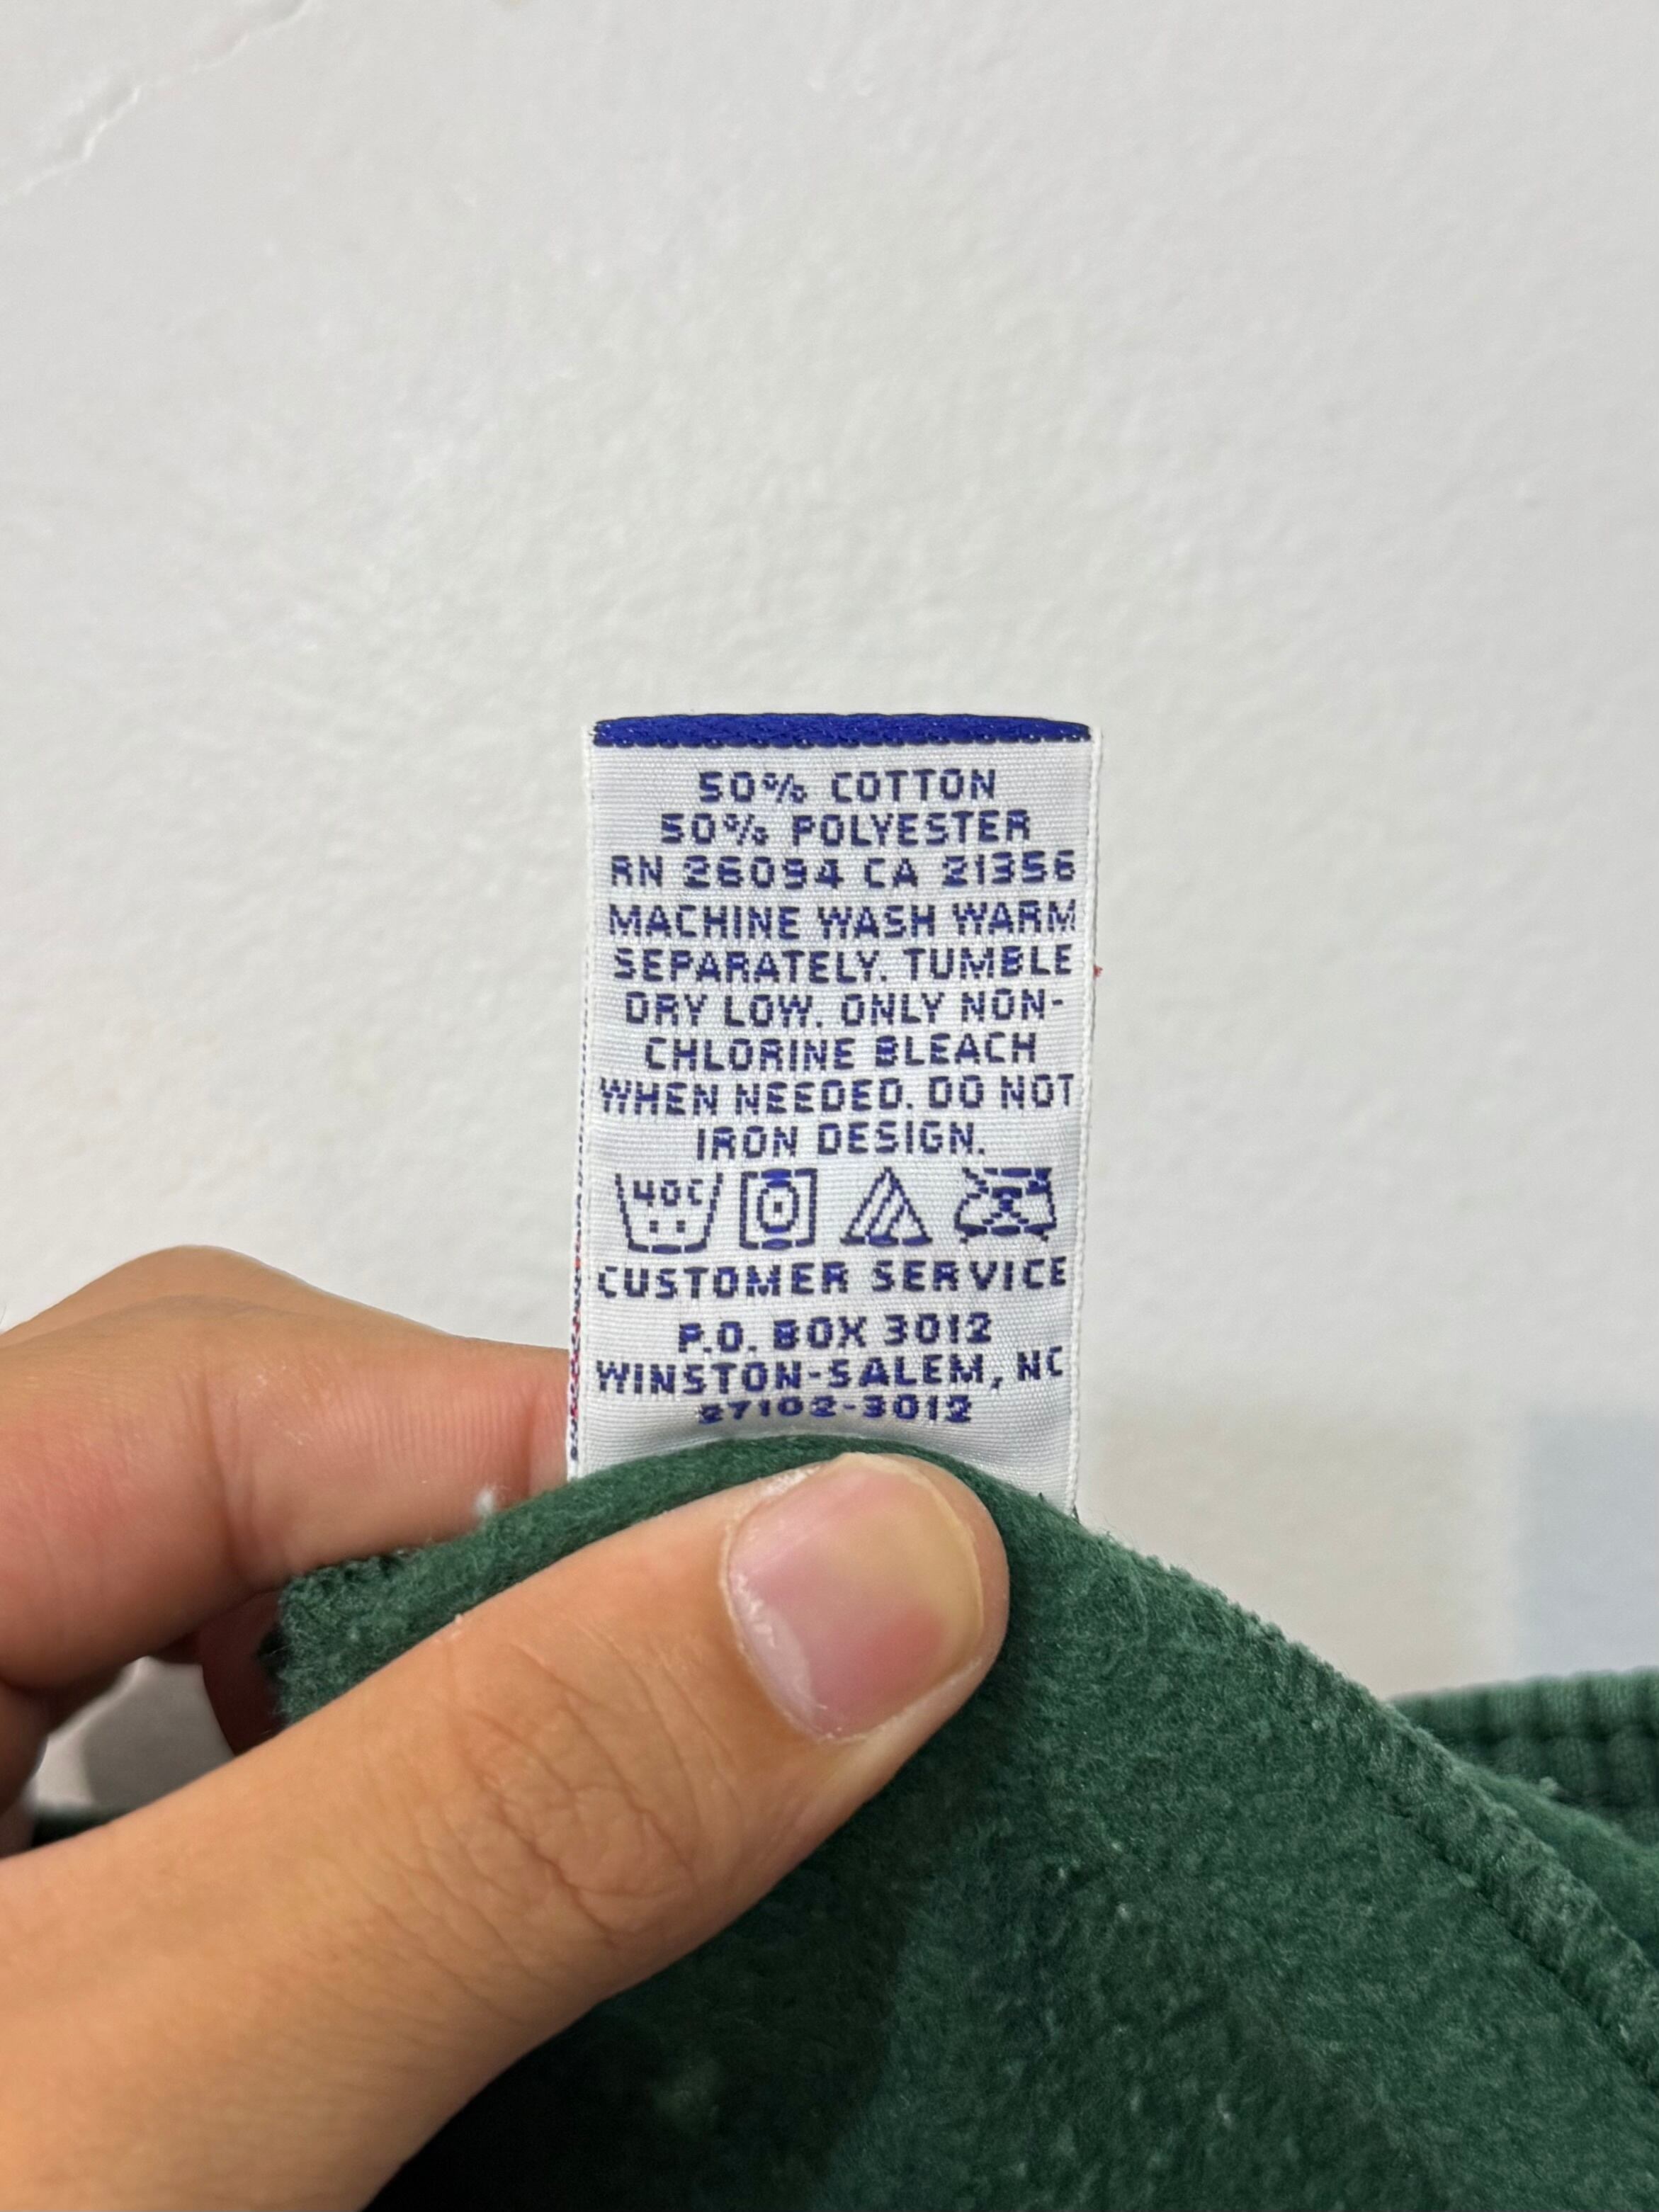 50% COTTON
50% POLYESTER
RN 26094 CA 21356
MACHINE WASH WARM
SEPARATELY. TUMBLE
DRY LOW. ONLY NON-
CHLORINE BLEACH
WHEN NEEDED. DO NOT
IRON DESIGN.
40C
CUSTOMER SERVICE
P.O. BOX 3012
WINSTON-SALEM, NC
27102-3012